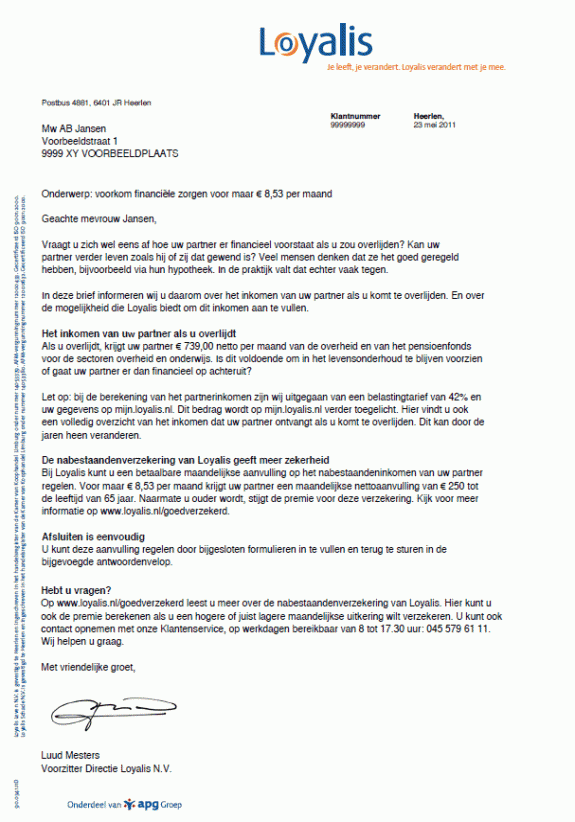 Loyalis
Je leeft, je verandert. Loyalis verandert met je mee.
Postbus 4881, 6401 JR Heerlen
Klantnummer
99999999
Heerlen,
23 mei 2011
Mw AB Jansen
Voorbeeldstraat 1
9999 XY VOORBEELDPLAATS
Onderwerp: voorkom financiële zorgen voor maar € 8,53 per maand
Geachte mevrouw Jansen,
Vraagt u zich wel eens af hoe uw partner er financieel voorstaat als u zou overlijden? Kan uw
partner verder leven zoals hij of zij dat gewend is? Veel mensen denken dat ze het goed geregeld
hebben, bijvoorbeeld via hun hypotheek. In de praktijk valt dat echter vaak tegen.
In deze brief informeren wij u daarom over het inkomen van uw partner als u komt te overlijden. En over
de mogelijkheid die Loyalis biedt om dit inkomen aan te vullen.
Het inkomen van uw partner als u overlijdt
Als u overlijdt, krijgt uw partner € 739,00 netto per maand van de overheid en van het pensioenfonds
voor de sectoren overheid en onderwijs. Is dit voldoende om in het levensonderhoud te blijven voorzien
of gaat uw partner er dan financieel op achteruit?
Let op: bij de berekening van het partnerinkomen zijn wij uitgegaan van een belastingtarief van 42% en
uw gegevens op mijn.loyalis.nl. Dit bedrag wordt op mijn.loyalis.nl verder toegelicht. Hier vindt u ook
een volledig overzicht van het inkomen dat uw partner ontvangt als u komt te overlijden. Dit kan door de
jaren heen veranderen.
De nabestaandenverzekering van Loyalis geeft meer zekerheid
Bij Loyalis kunt u een betaalbare maandelijkse aanvulling op het nabestaandeninkomen van uw partner
regelen. Voor maar € 8,53 per maand krijgt uw partner een maandelijkse nettoaanvulling van € 250 tot
de leeftijd van 65 jaar. Naarmate u ouder wordt, stijgt de premie voor deze verzekering. Kijk voor meer
informatie op www.loyalis.nl/goedverzekerd.
Afsluiten is eenvoudig
U kunt deze aanvulling regelen door bijgesloten formulieren in te vullen en terug te sturen in de
bijgevoegde antwoordenvelop.
Hebt u vragen?
Op www.loyalis.nl/goedverzekerd leest u meer over de nabestaandenverzekering van Loyalis. Hier kunt u
ook de premie berekenen als u een hogere of juist lagere maandelijkse uitkering wilt verzekeren. U kunt ook
contact opnemen met onze Klantenservice, op werkdagen bereikbaar van 8 tot 17.30 uur: 045 579 61 11.
Wij helpen u graag.
Met vriendelijke groet,
Luud Mesters
Voorzitter Directie Loyalis N.V.
Onderdeel van apg Groep